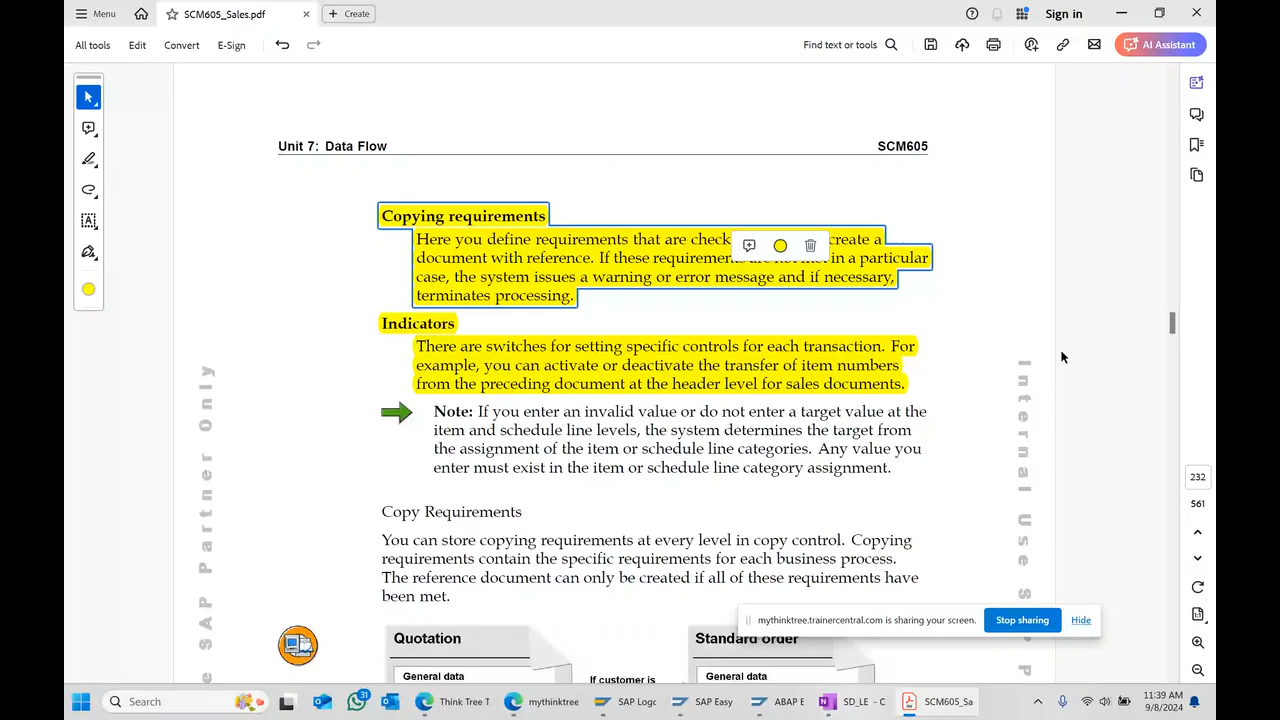 Menu
SCM605_Sales.pdf
Create
Sign in
All tools
Edit
Convert
E-Sign
Find text or tools
AI Assistant
Unit 7: Data Flow
SCM605
Copying requirements
Here you define requirements that are check create a
document with reference. If these requirement in a particular
case, the system issues a warning or error message and if necessary,
terminates processing.
Indicators
There are switches for setting specific controls for each transaction. For
example, you can activate or deactivate the transfer of item numbers
from the preceding document at the header level for sales documents.
Note: If you enter an invalid value or do not enter a target value at the
item and schedule line levels, the system determines the target from
the assignment of the item or schedule line categories. Any value you
enter must exist in the item or schedule line category assignment.
Copy Requirements
You can store copying requirements at every level in copy control. Copying
requirements contain the specific requirements for each business process.
The reference document can only be created if all of these requirements have
been met.
e SAP Partner Only
Internal Use S P
232
561
mythinktree.trainercentral.com is sharing your screen.
Stop sharing
Hide
Quotation
Standard order
General data
If customer is
General data
Search
31
Think Tree T
mythinktree
SAP Logo
SAP Easy
ABAP E
SD_LE - C
SCM605_Sa
11:39 AM
9/8/2024